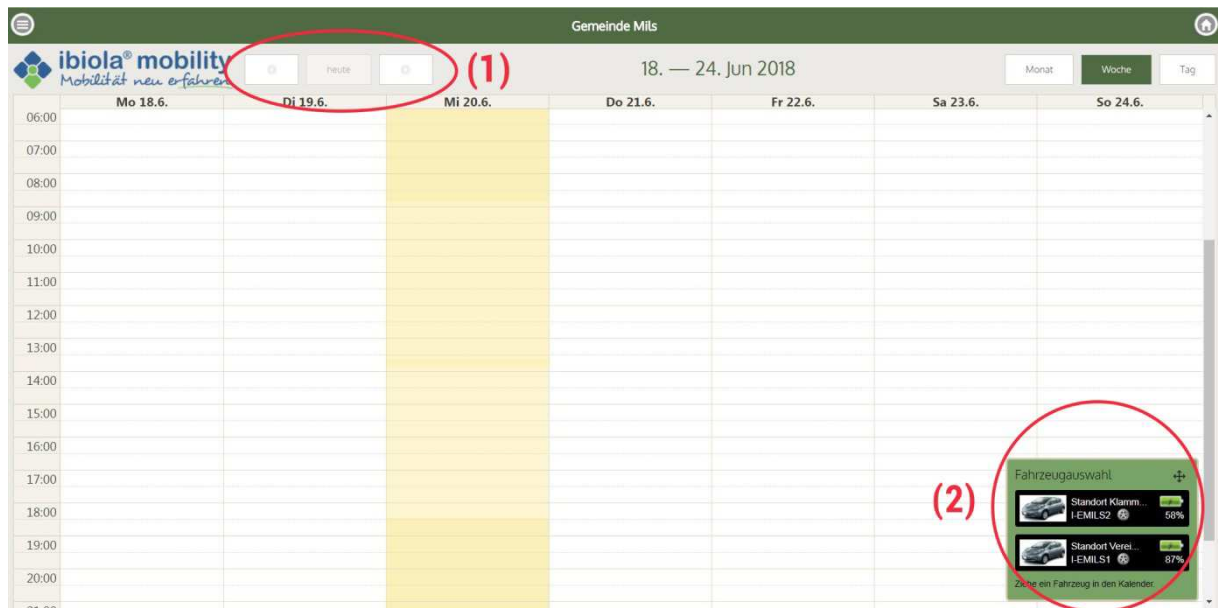 Gemeinde Mils
ibiola® mobility
Mobilität neu erfahren
heute
(1)
18. — 24. Jun 2018
Monat
Woche
Tag
Mo 18.6.
Di 19.6.
Mi 20.6.
Do 21.6.
Fr 22.6.
Sa 23.6.
So 24.6.
06:00
07:00
08:00
09:00
10:00
11:00
12:00
13:00
14:00
15:00
16:00
17:00
18:00
19:00
20:00
21:00
(2)
Fahrzeugauswahl
Standort Klamm...
I-EMILS2
58%
Standort Verei...
I-EMILS1
87%
Ziehe ein Fahrzeug in den Kalender.